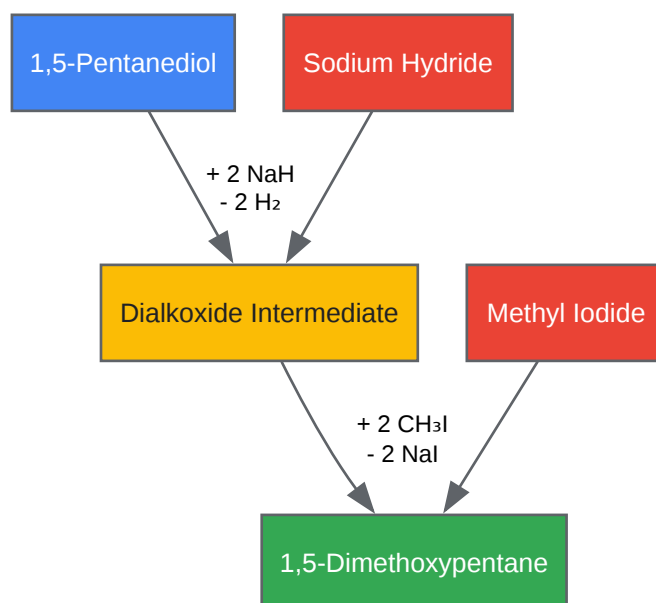 1,5-Pentanediol
Sodium Hydride
+ 2 NaH
- 2 H₂
Dialkoxide Intermediate
Methyl Iodide
+ 2 CH₃I
- 2 NaI
1,5-Dimethoxypentane